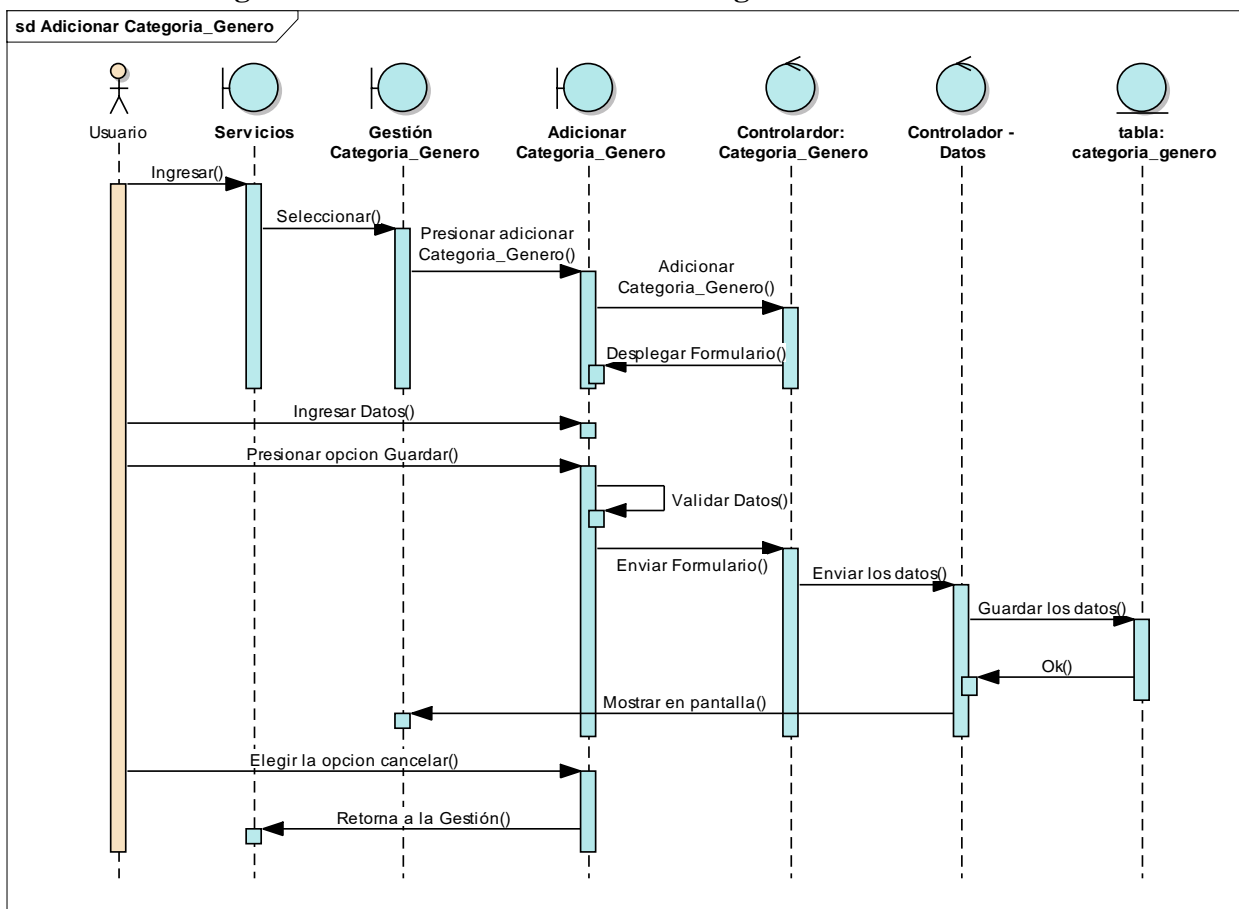 sd Adicionar Categoria_Genero
Usuario
Servicios
Gestión
Categoria_Genero
Adicionar
Categoria_Genero
Controlardor:
Categoria_Genero
Controlador -
Datos
tabla:
categoria_genero
Ingresar()
Seleccionar()
Presionar adicionar
Categoria_Genero()
Adicionar
Categoria_Genero()
Desplegar Formulario()
Ingresar Datos()
Presionar opcion Guardar()
Validar Datos()
Enviar Formulario()
Enviar los datos()
Guardar los datos()
Ok()
Mostrar en pantalla()
Elegir la opcion cancelar()
Retorna a la Gestión()